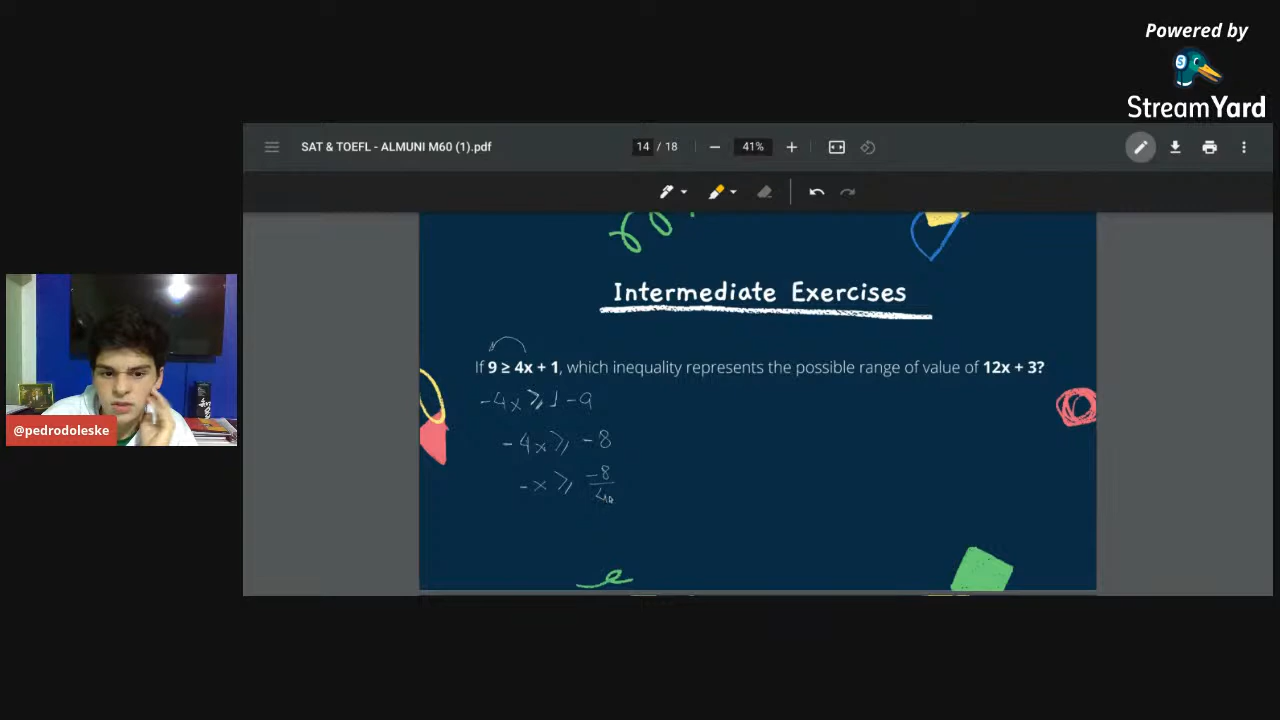 Powered by
StreamYard
SAT & TOEFL - ALMUNI M60 (1).pdf
14 / 18
41%
Intermediate Exercises
If 9 ≥ 4x + 1, which inequality represents the possible range of value of 12x + 3?
-4x ≥ 1 - 9
-4x ≥ -8
-x ≥ -8/4
@pedrodoleske